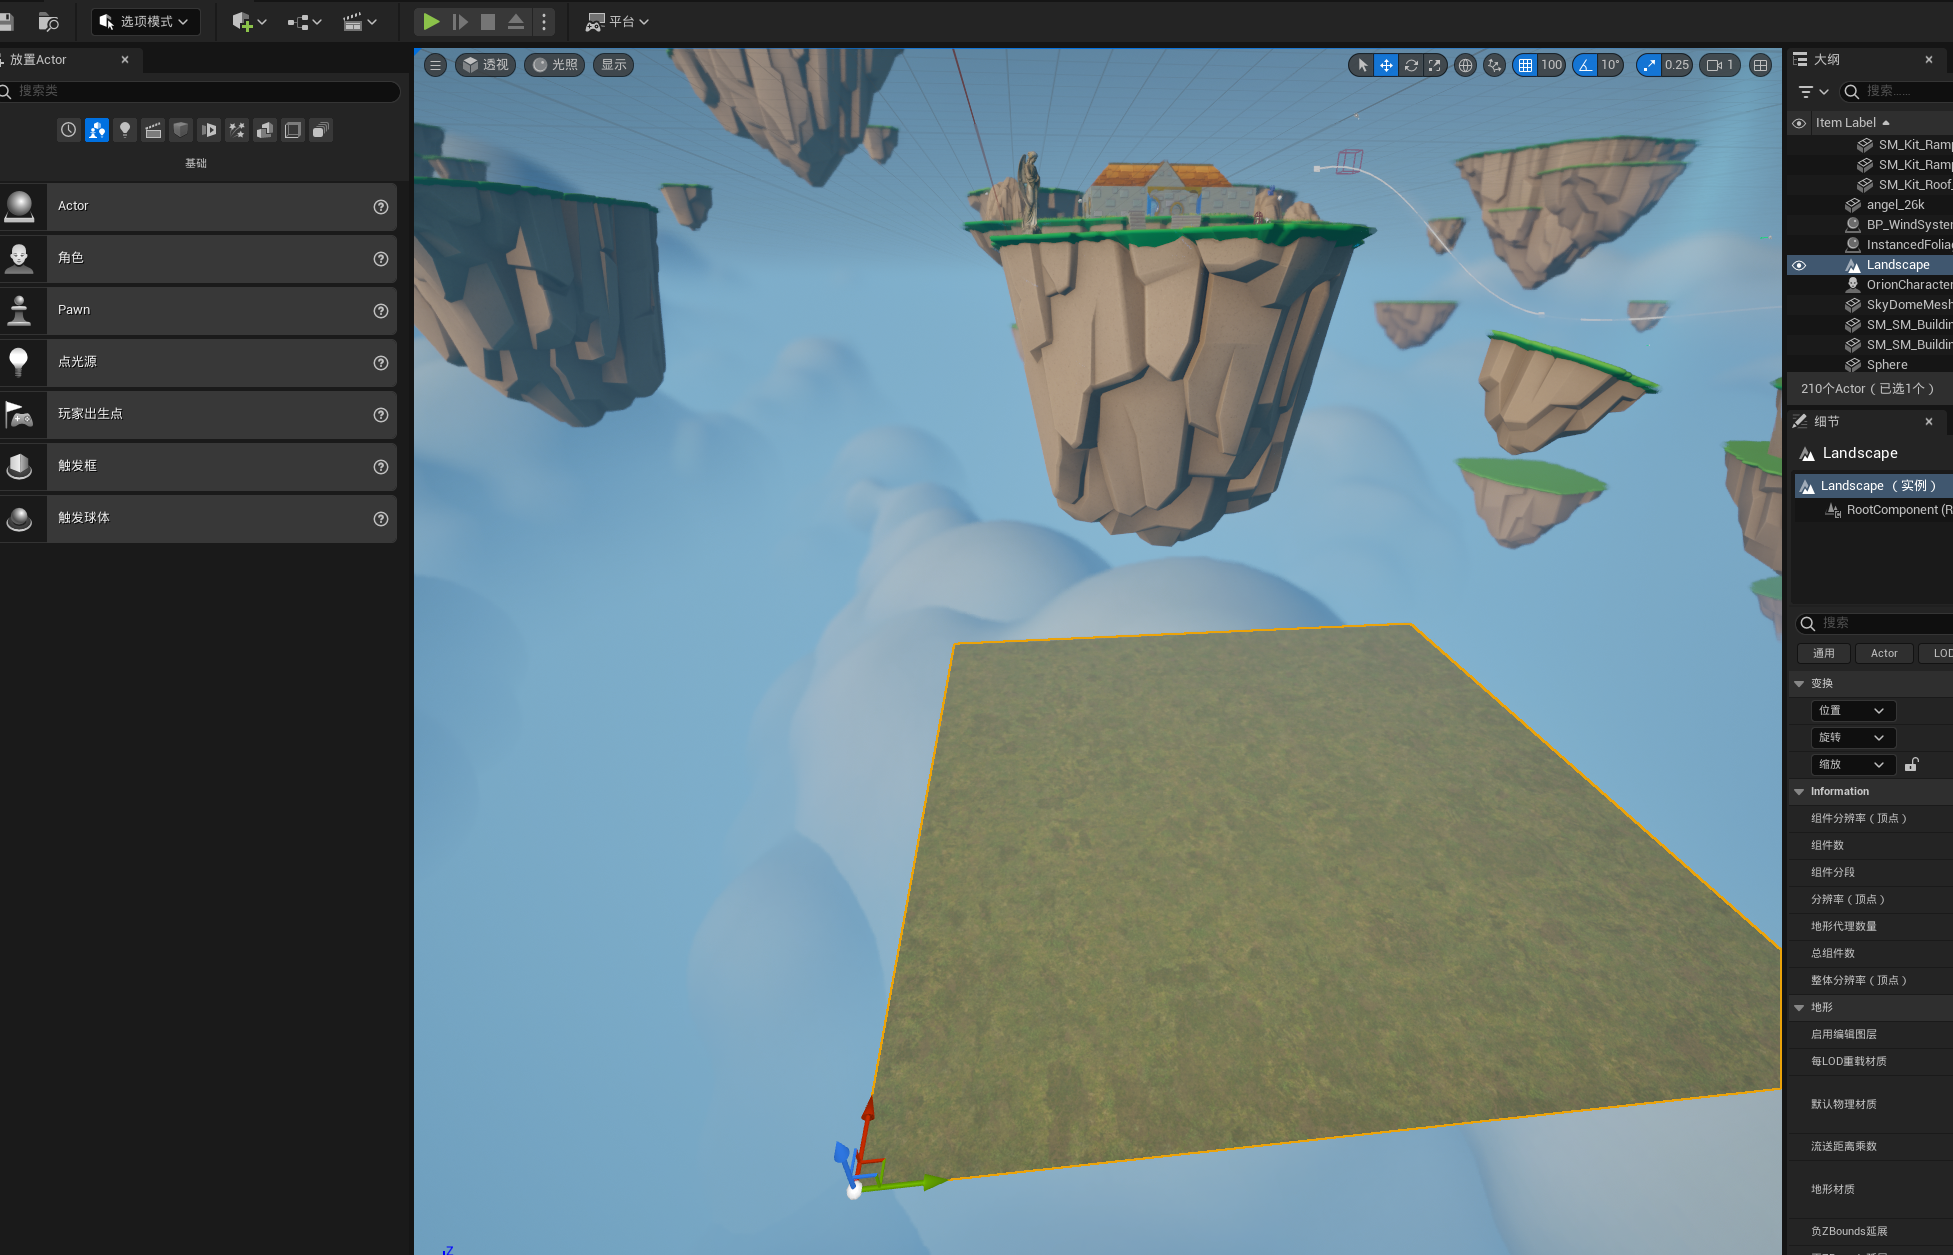 选项模式
平台
放置Actor
搜索类
基础
Actor
角色
Pawn
点光源
玩家出生点
触发框
触发球体
透视
光照
显示
100
10°
0.25
1
Z
大纲
搜索......
Item Label
SM_Kit_Ram
SM_Kit_Ram
SM_Kit_Roof_
angel_26k
BP_WindSyste
InstancedFolia
Landscape
OrionCharacter
SkyDomeMesh
SM_SM_Buildin
SM_SM_Buildin
Sphere
210个Actor（已选1个）
细节
Landscape
Landscape （实例）
RootComponent (R
搜索
通用
Actor
LOD
变换
位置
旋转
缩放
Information
组件分辨率（顶点）
组件数
组件分段
分辨率（顶点）
地形代理数量
总组件数
整体分辨率（顶点）
地形
启用编辑图层
每LOD重载材质
默认物理材质
流送距离乘数
地形材质
负ZBounds延展